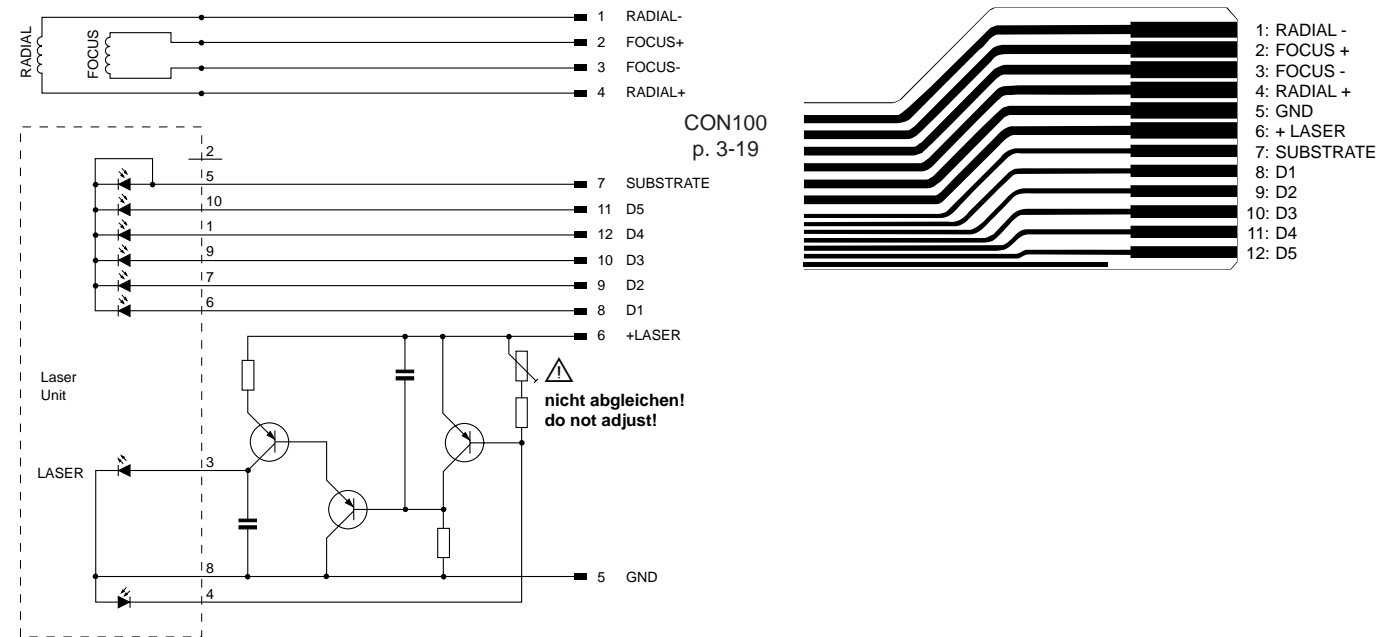 1 RADIAL-
2 FOCUS+
3 FOCUS-
4 RADIAL+
RADIAL
FOCUS
2
5
7 SUBSTRATE
10
11 D5
1
12 D4
9
10 D3
7
9 D2
6
8 D1
6 +LASER
Laser
Unit
nicht abgleichen!
do not adjust!
LASER
3
8
5 GND
4
CON100
p. 3-19
1: RADIAL -
2: FOCUS +
3: FOCUS -
4: RADIAL +
5: GND
6: + LASER
7: SUBSTRATE
8: D1
9: D2
10: D3
11: D4
12: D5